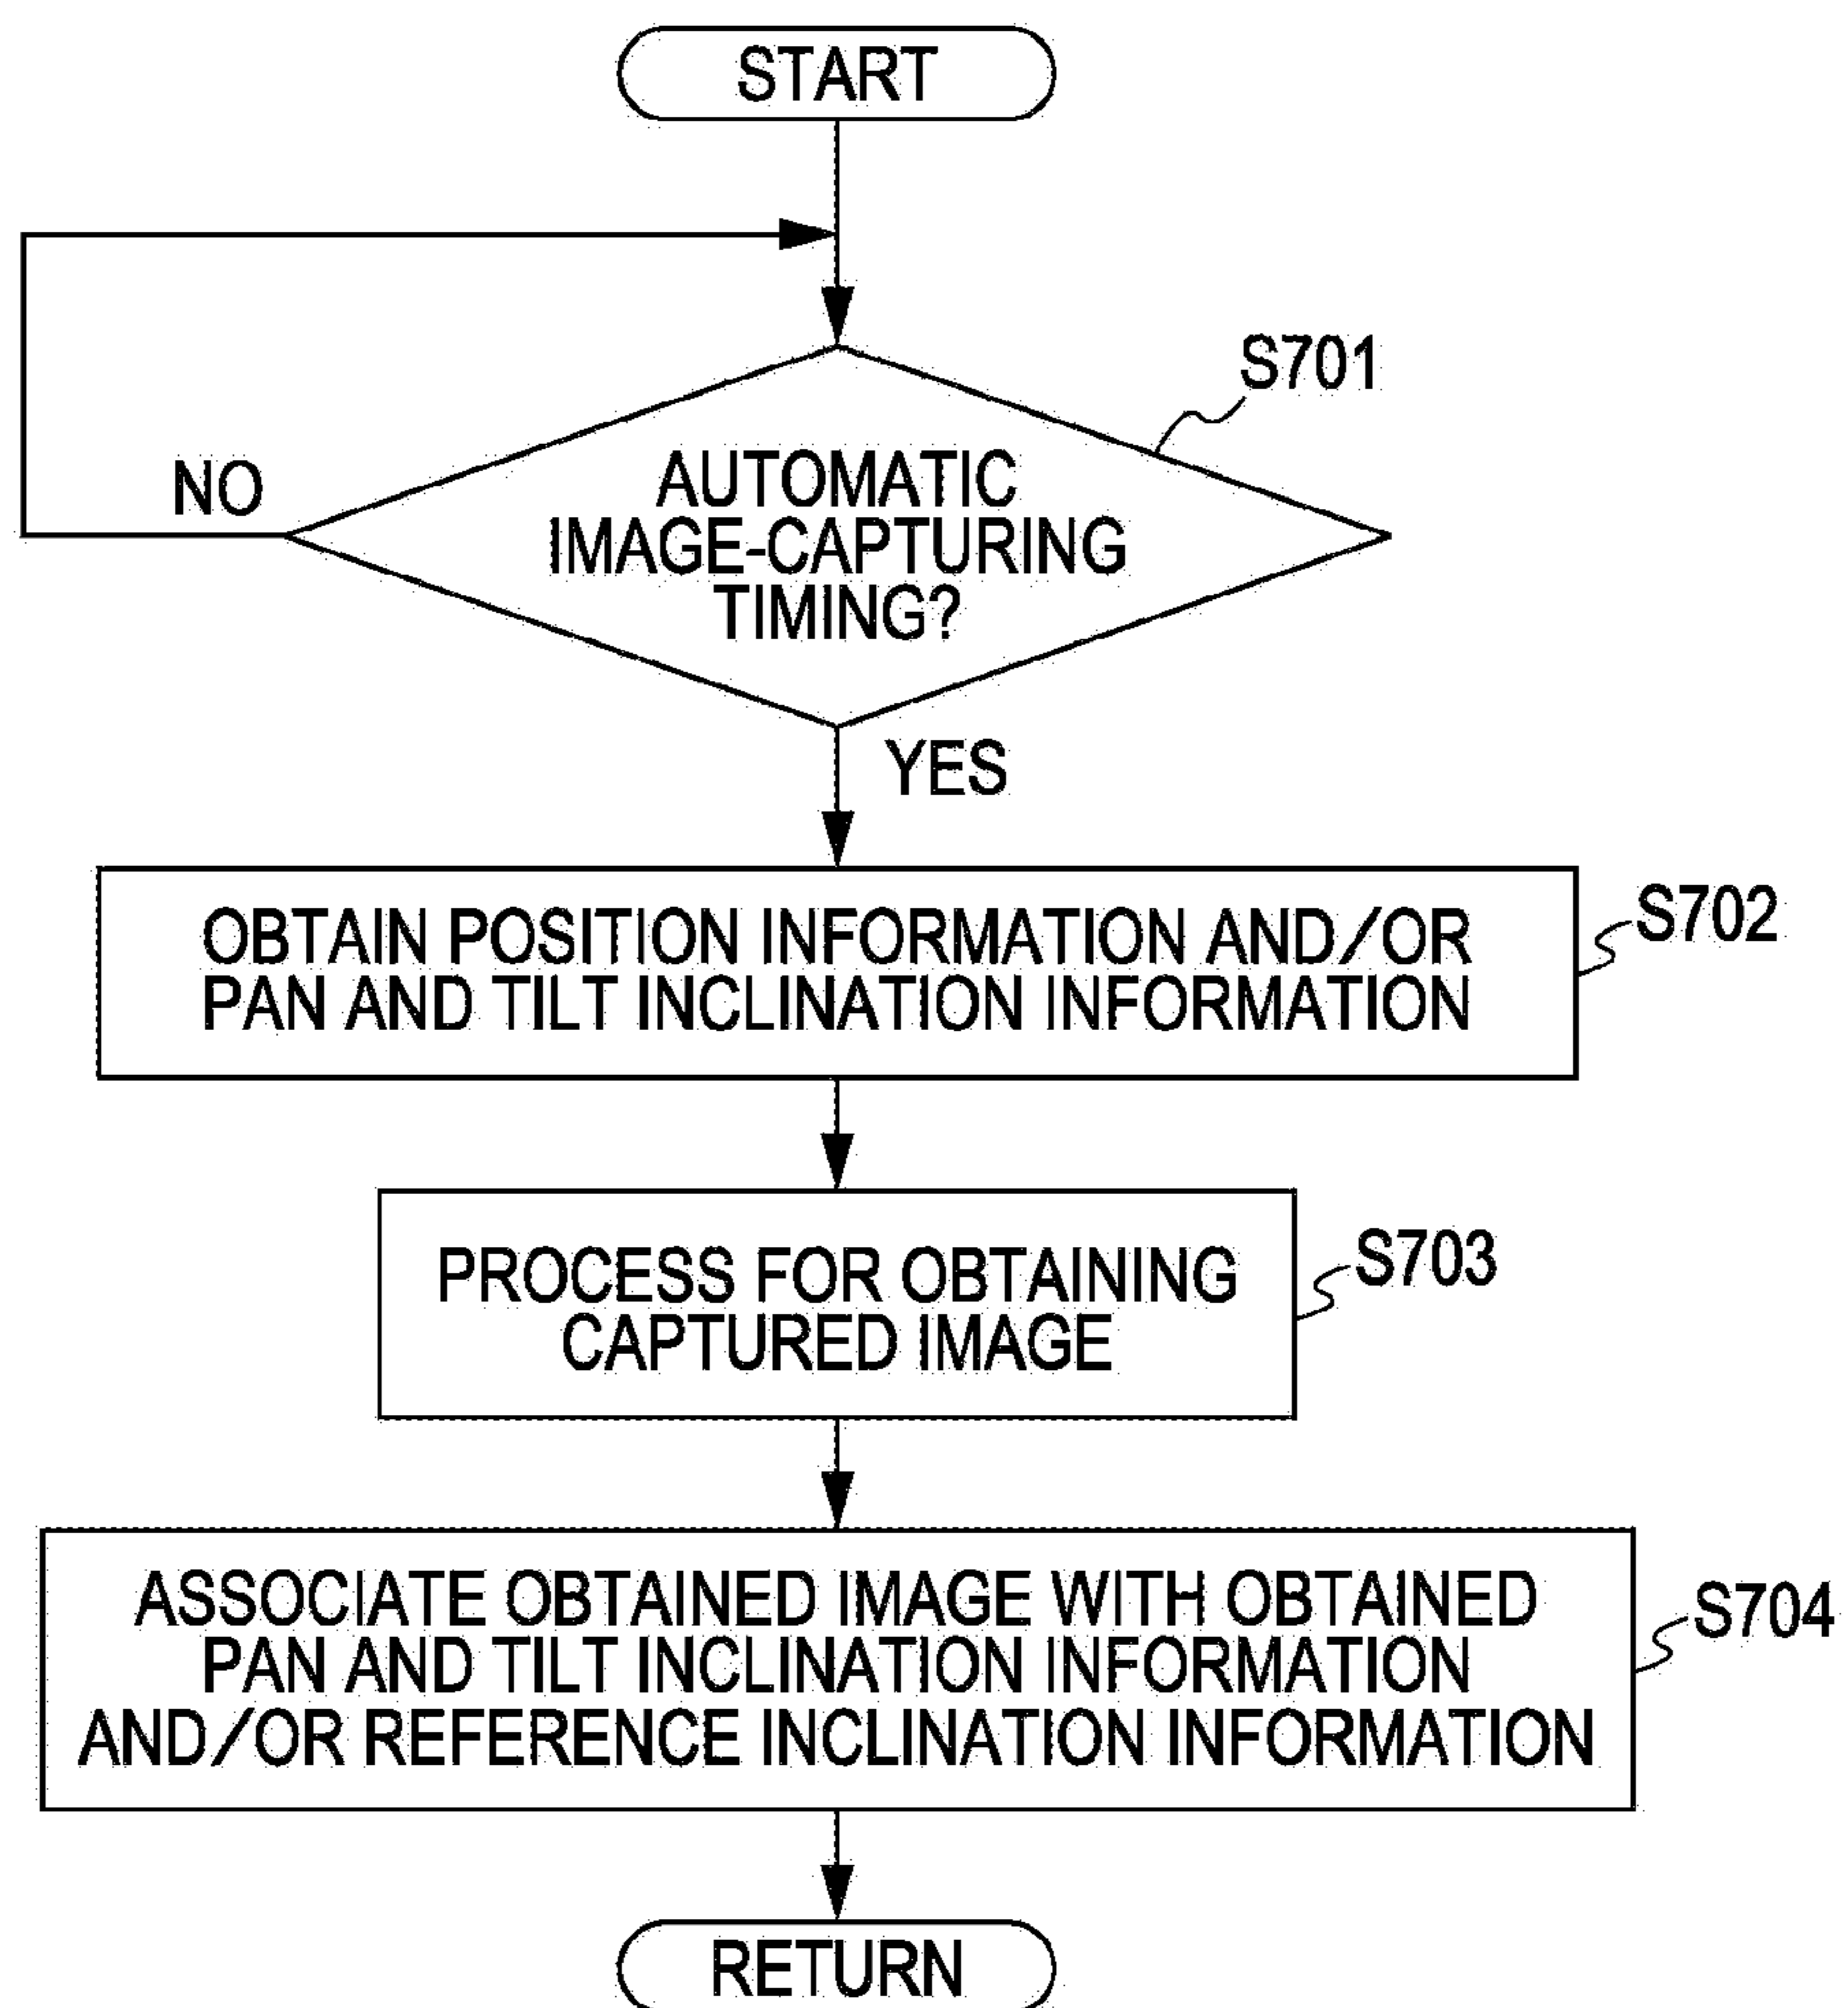 START
S701
NO
AUTOMATIC
IMAGE-CAPTURING
TIMING?
YES
OBTAIN POSITION INFORMATION AND/OR
PAN AND TILT INCLINATION INFORMATION
S702
PROCESS FOR OBTAINING
CAPTURED IMAGE
S703
ASSOCIATE OBTAINED IMAGE WITH OBTAINED
PAN AND TILT INCLINATION INFORMATION
AND/OR REFERENCE INCLINATION INFORMATION
S704
RETURN